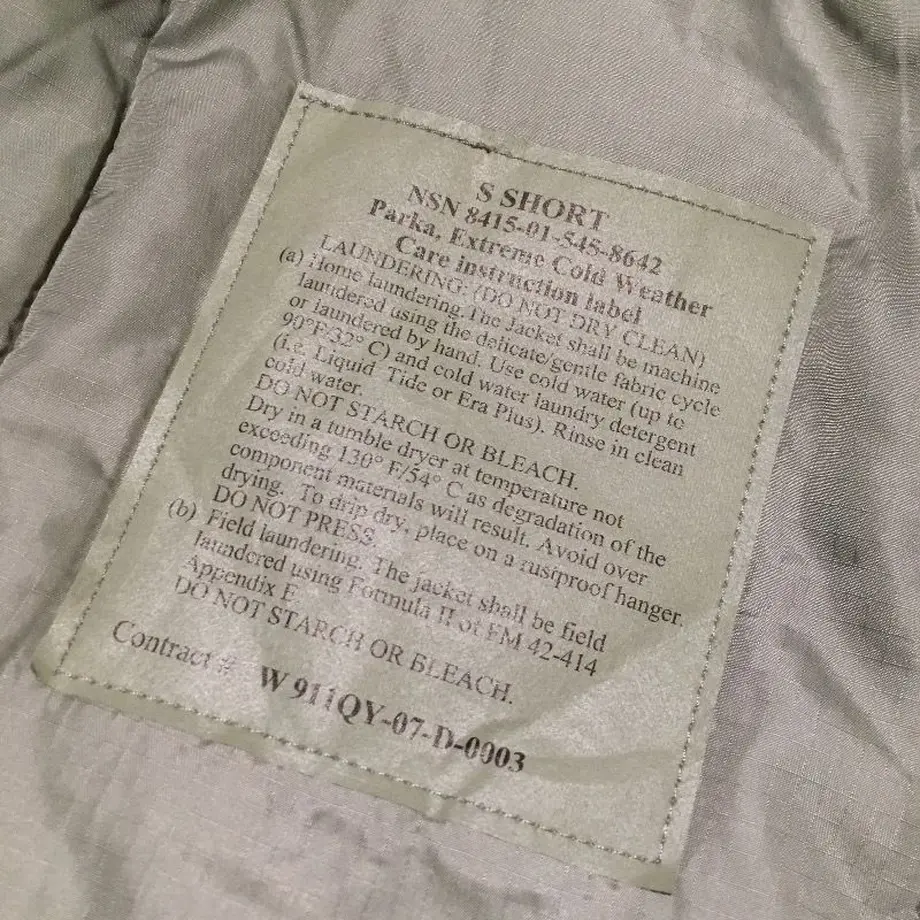 S SHORT
NSN 8415-01-545-8642
Parka, Extreme Cold Weather
Care instruction label
LAUNDERING: (DO NOT DRY CLEAN)
(a) Home laundering.The Jacket shall be machine
laundered using the delicate/gentle fabric cycle
or laundered by hand. Use cold water (up to
90°F/32° C) and cold water laundry detergent
(i.e. Liquid Tide or Era Plus). Rinse in clean
cold water.
DO NOT STARCH OR BLEACH.
Dry in a tumble dryer at temperature not
exceeding 130° F/54° C as degradation of the
component materials will result. Avoid over
drying. To drip dry, place on a rustproof hanger.
DO NOT PRESS
(b) Field laundering. The jacket shall be field
laundered using Formula II of FM 42-414
Appendix E
DO NOT STARCH OR BLEACH.
Contract # W 911QY-07-D-0003